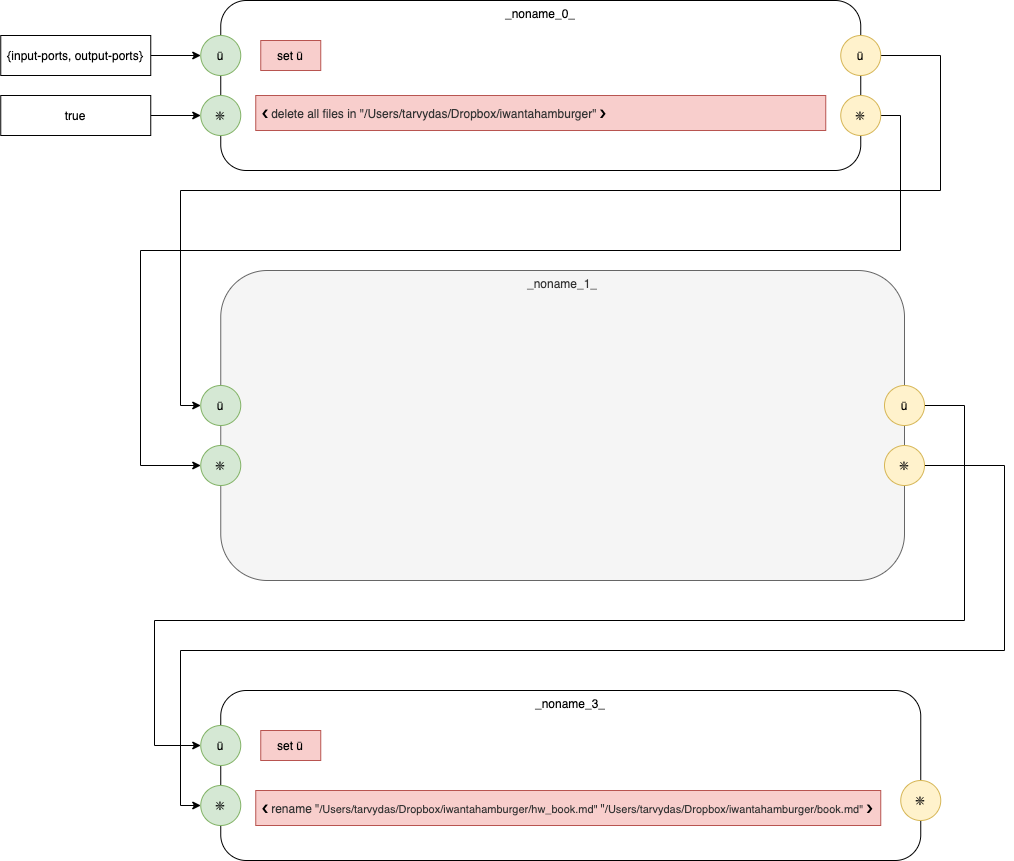 _noname_0_
{input-ports, output-ports}
ü
set ü
ü
true
⁜
❮ delete all files in "/Users/tarvydas/Dropbox/iwantahamburger" ❯
⁜
_noname_1_
ü
ü
⁜
⁜
_noname_3_
ü
set ü
⁜
❮ rename "/Users/tarvydas/Dropbox/iwantahamburger/hw_book.md" "/Users/tarvydas/Dropbox/iwantahamburger/book.md" ❯
⁜